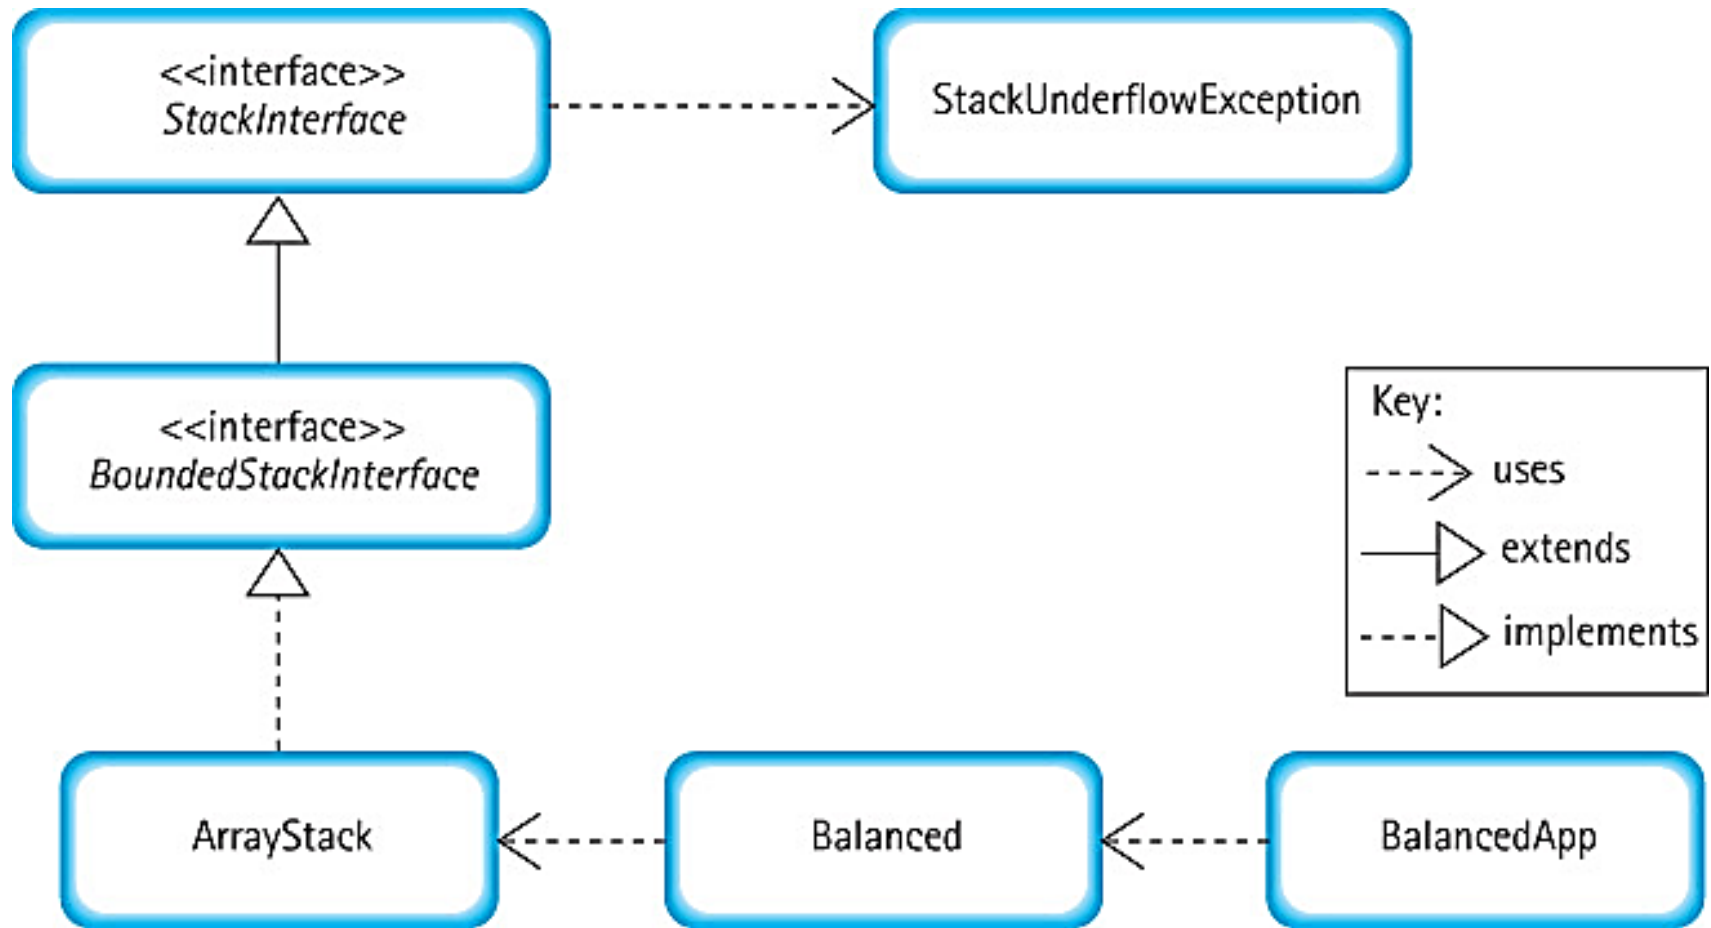 <<interface>>
StackInterface
StackUnderflowException
<<interface>>
BoundedStackInterface
Key:
uses
extends
implements
ArrayStack
Balanced
BalancedApp